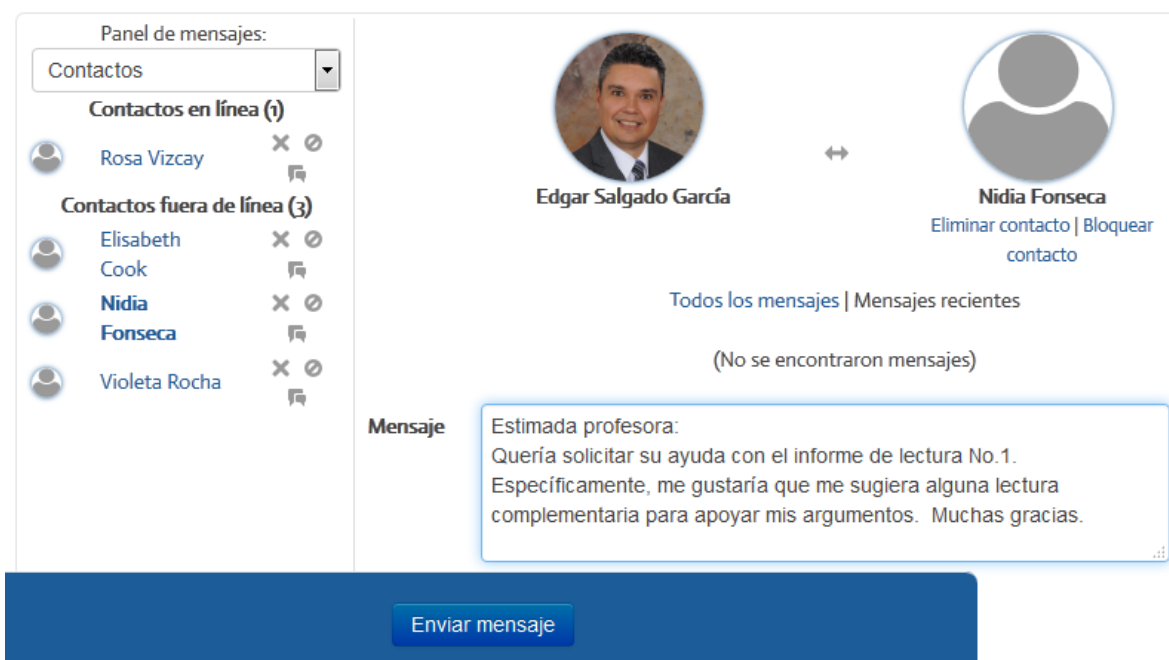 Panel de mensajes:
Contactos
Contactos en línea (1)
Rosa Vizcay
Contactos fuera de línea (3)
Elisabeth
Cook
Nidia
Fonseca
Violeta Rocha
Edgar Salgado García
Nidia Fonseca
Eliminar contacto | Bloquear
contacto
Todos los mensajes | Mensajes recientes
(No se encontraron mensajes)
Mensaje
Estimada profesora:
Quería solicitar su ayuda con el informe de lectura No.1.
Específicamente, me gustaría que me sugiera alguna lectura
complementaria para apoyar mis argumentos.  Muchas gracias.
Enviar mensaje